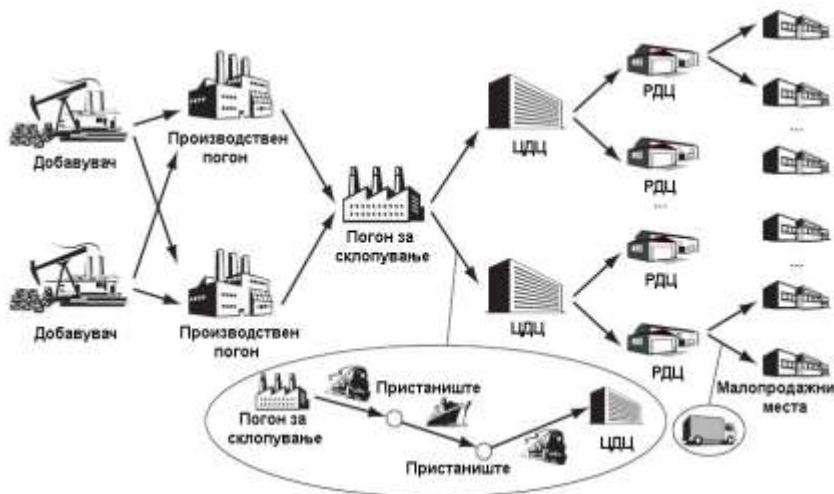 РДЦ
ЦДЦ
РДЦ
...
...
Добавувач
Производствен
погон
Погон за
склопување
РДЦ
...
Добавувач
Производствен
погон
ЦДЦ
РДЦ
Малопродажни
места
Погон за
склопување
Пристаниште
Пристаниште
ЦДЦ